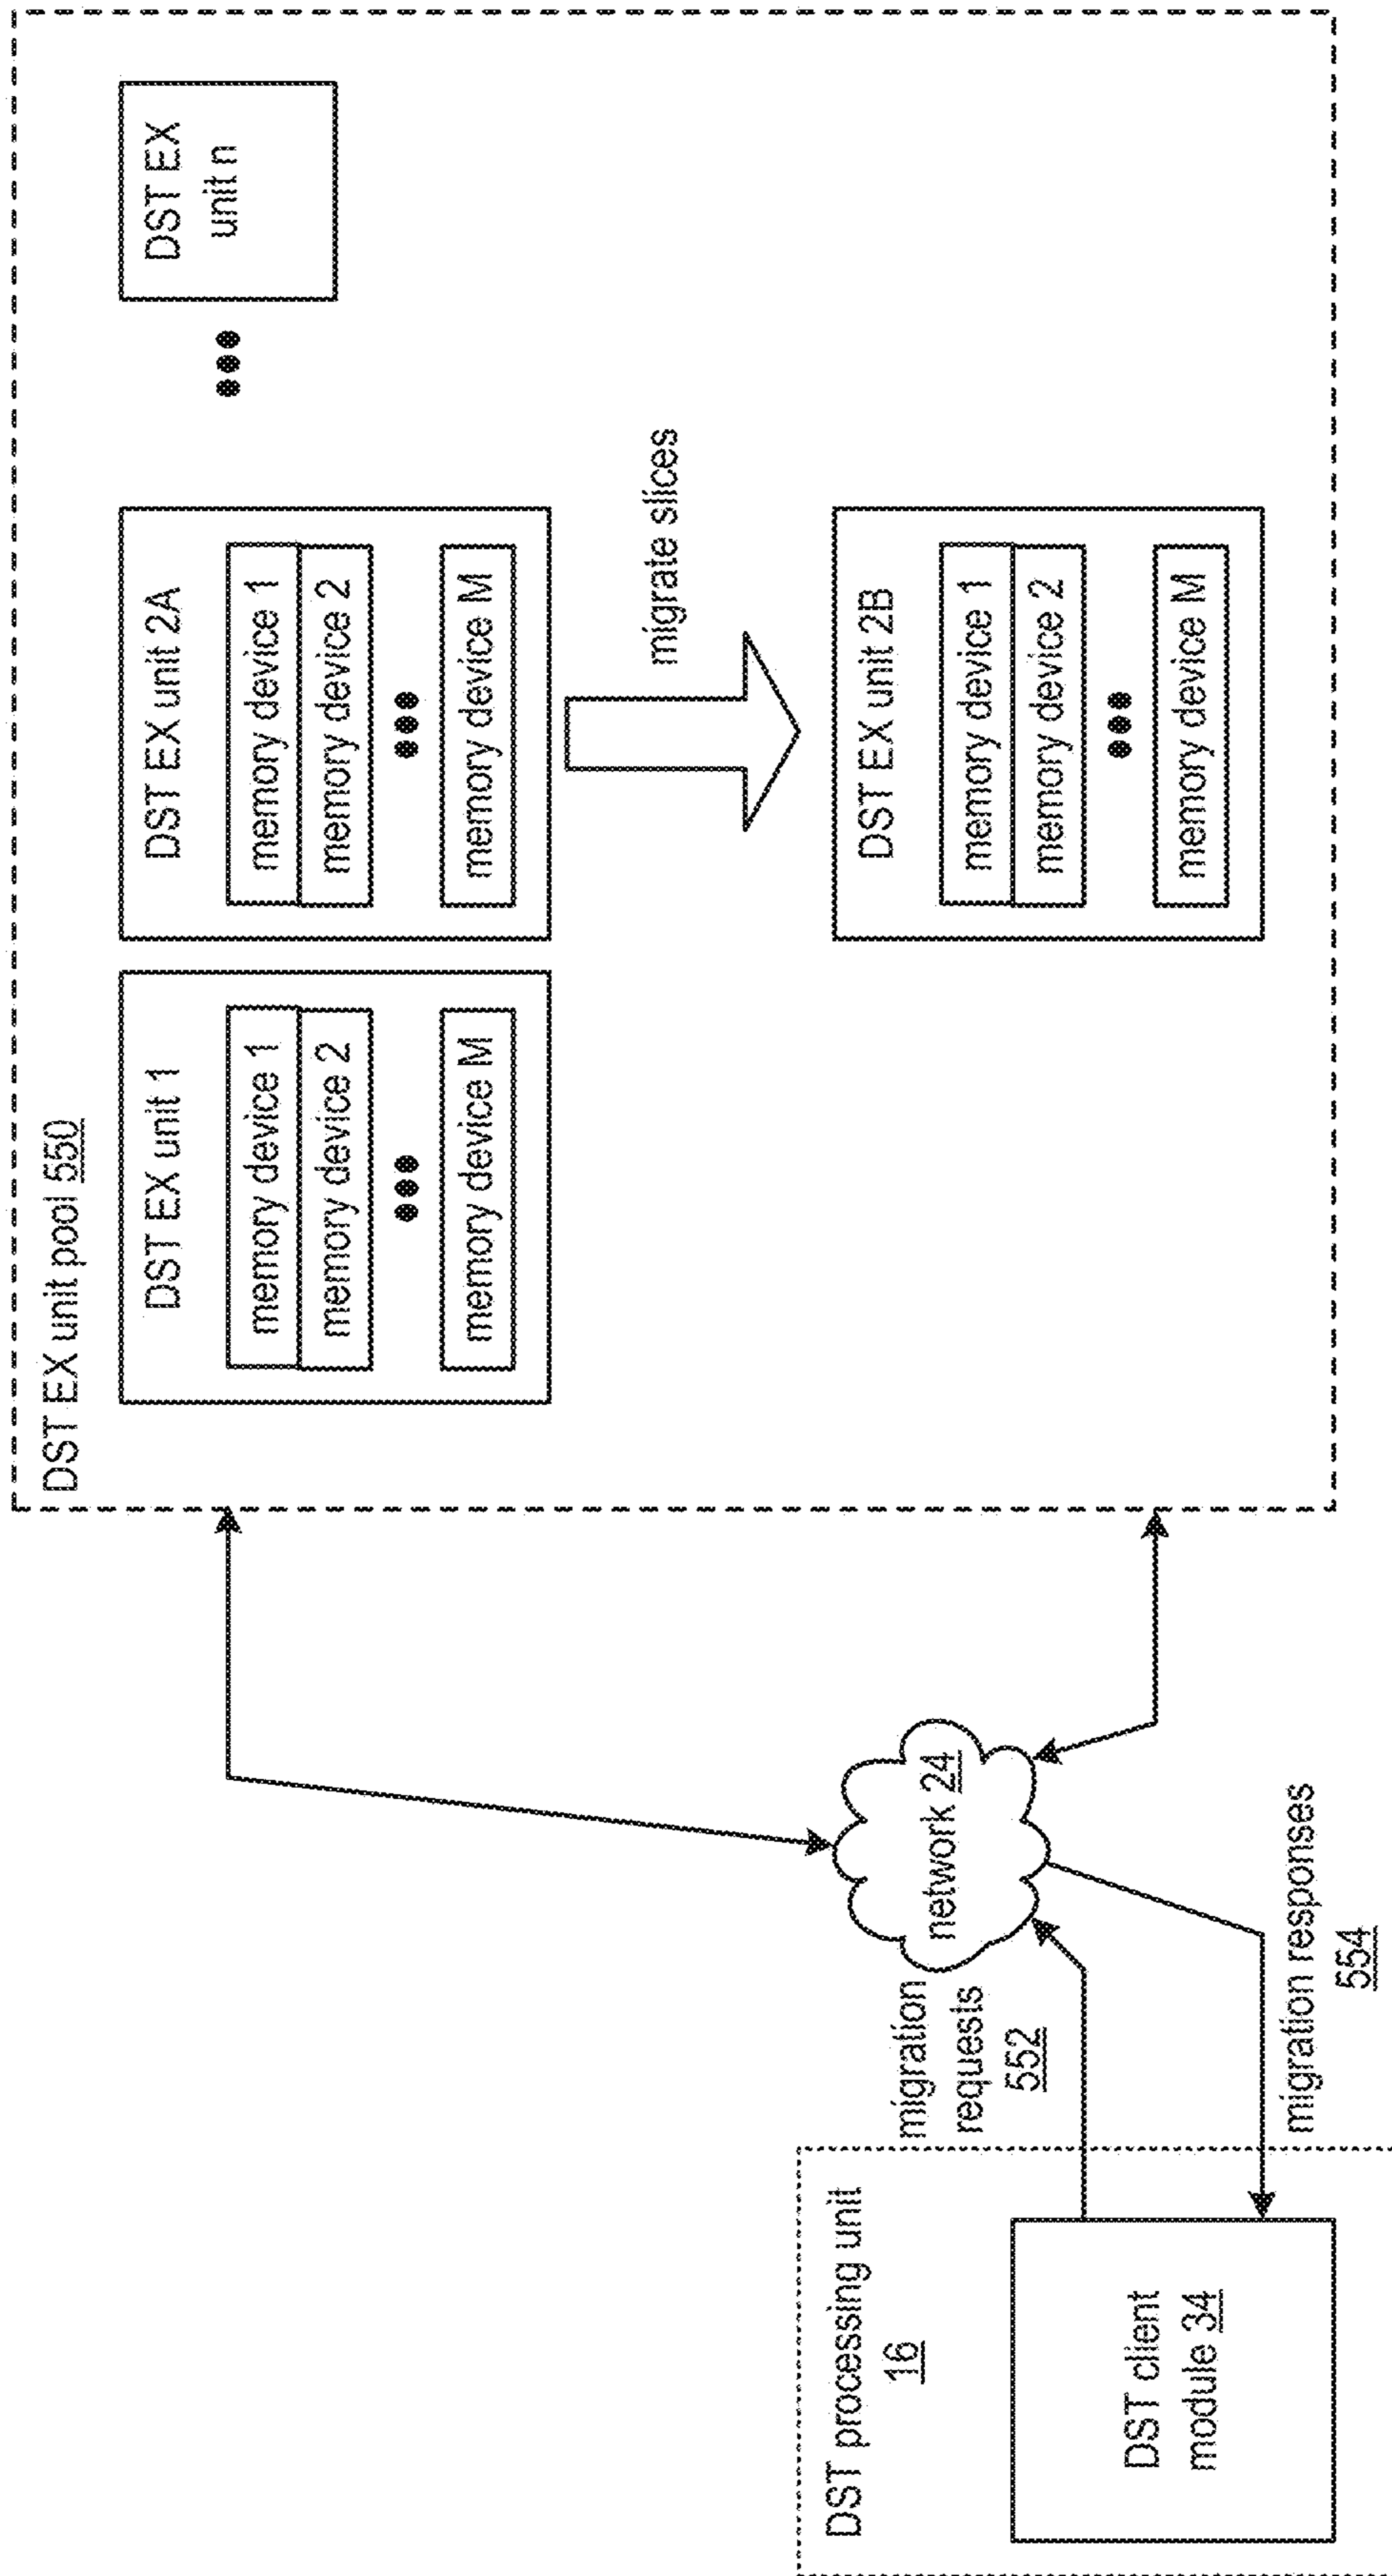 DST processing unit
16
DST client
module 34
migration
requests
552
migration responses
554
network 24
DST EX unit pool 550
DST EX unit 1
memory device 1
memory device 2
memory device M
DST EX unit 2A
memory device 1
memory device 2
memory device M
migrate slices
DST EX unit 2B
memory device 1
memory device 2
memory device M
DST EX
unit n